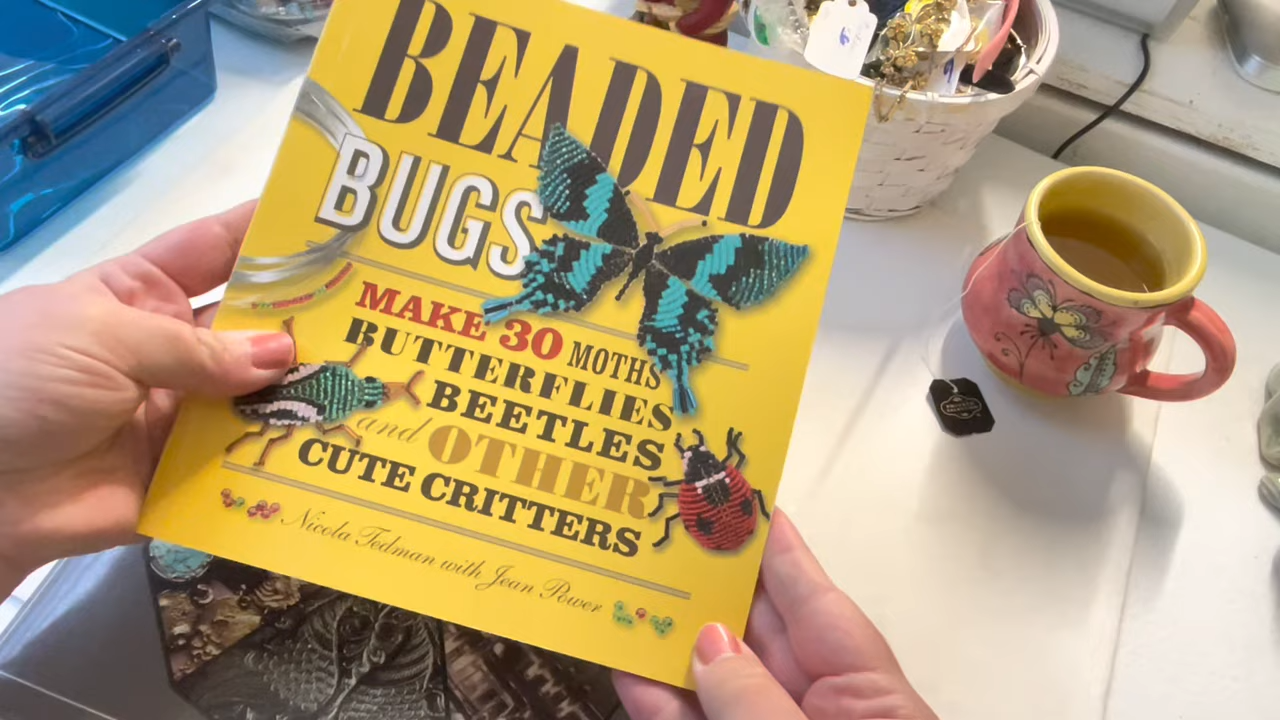 BEADED
BUGS
MAKE 30 MOTHS
BUTTERFLIES
BEETLES
and OTHER
CUTE CRITTERS
Nicola Tedman with Jean Power